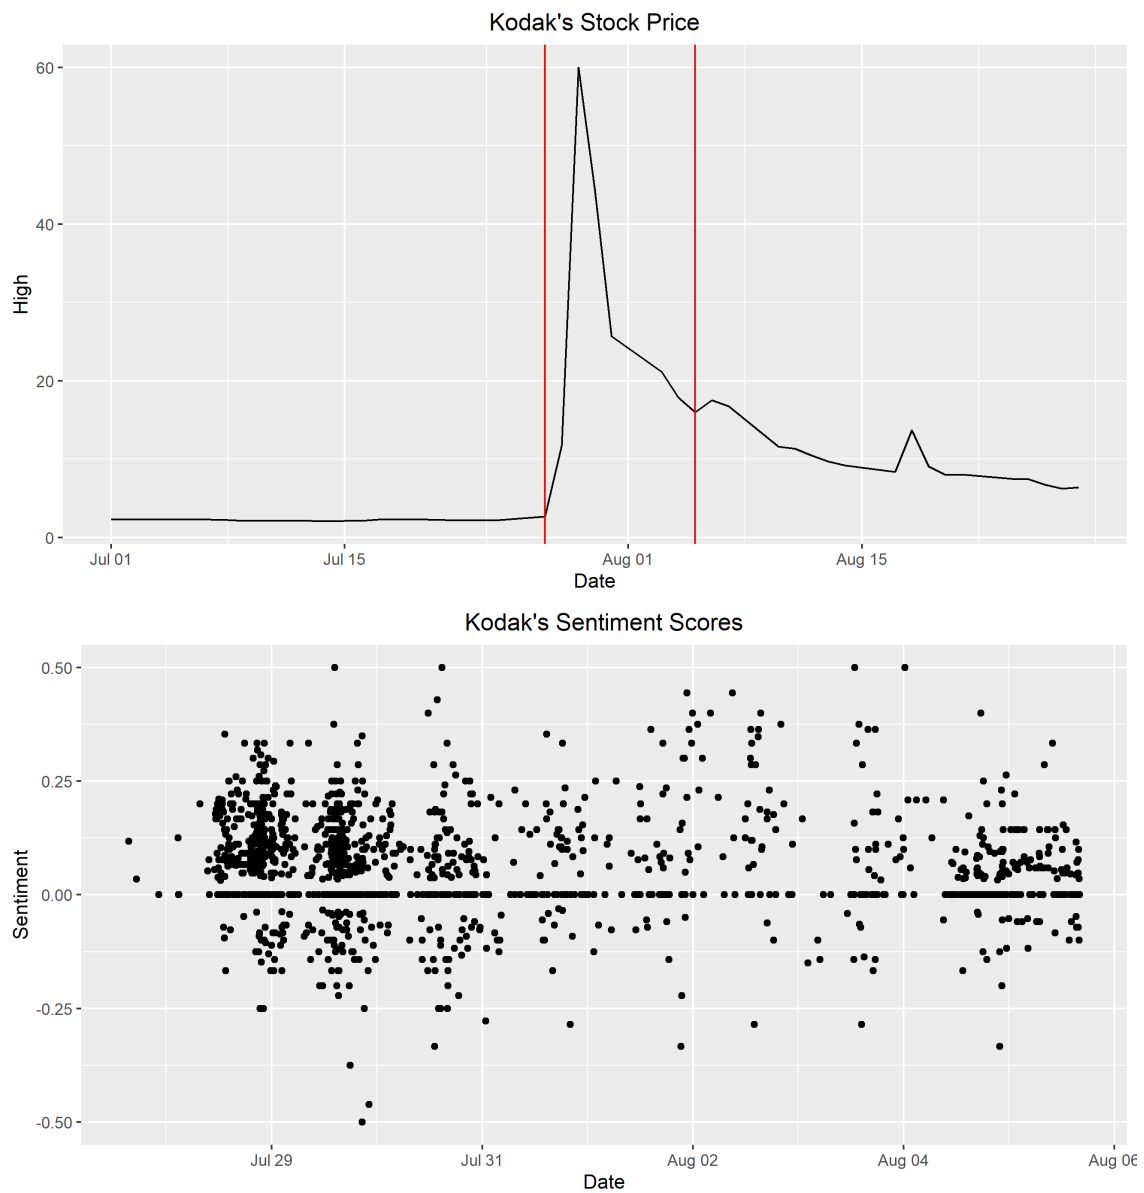 Kodak's Stock Price
60
40
20
0
High
Jul 01
Jul 15
Aug 01
Aug 15
Date
Kodak's Sentiment Scores
0.50
0.25
0.00
-0.25
-0.50
Sentiment
Jul 29
Jul 31
Aug 02
Aug 04
Aug 06
Date